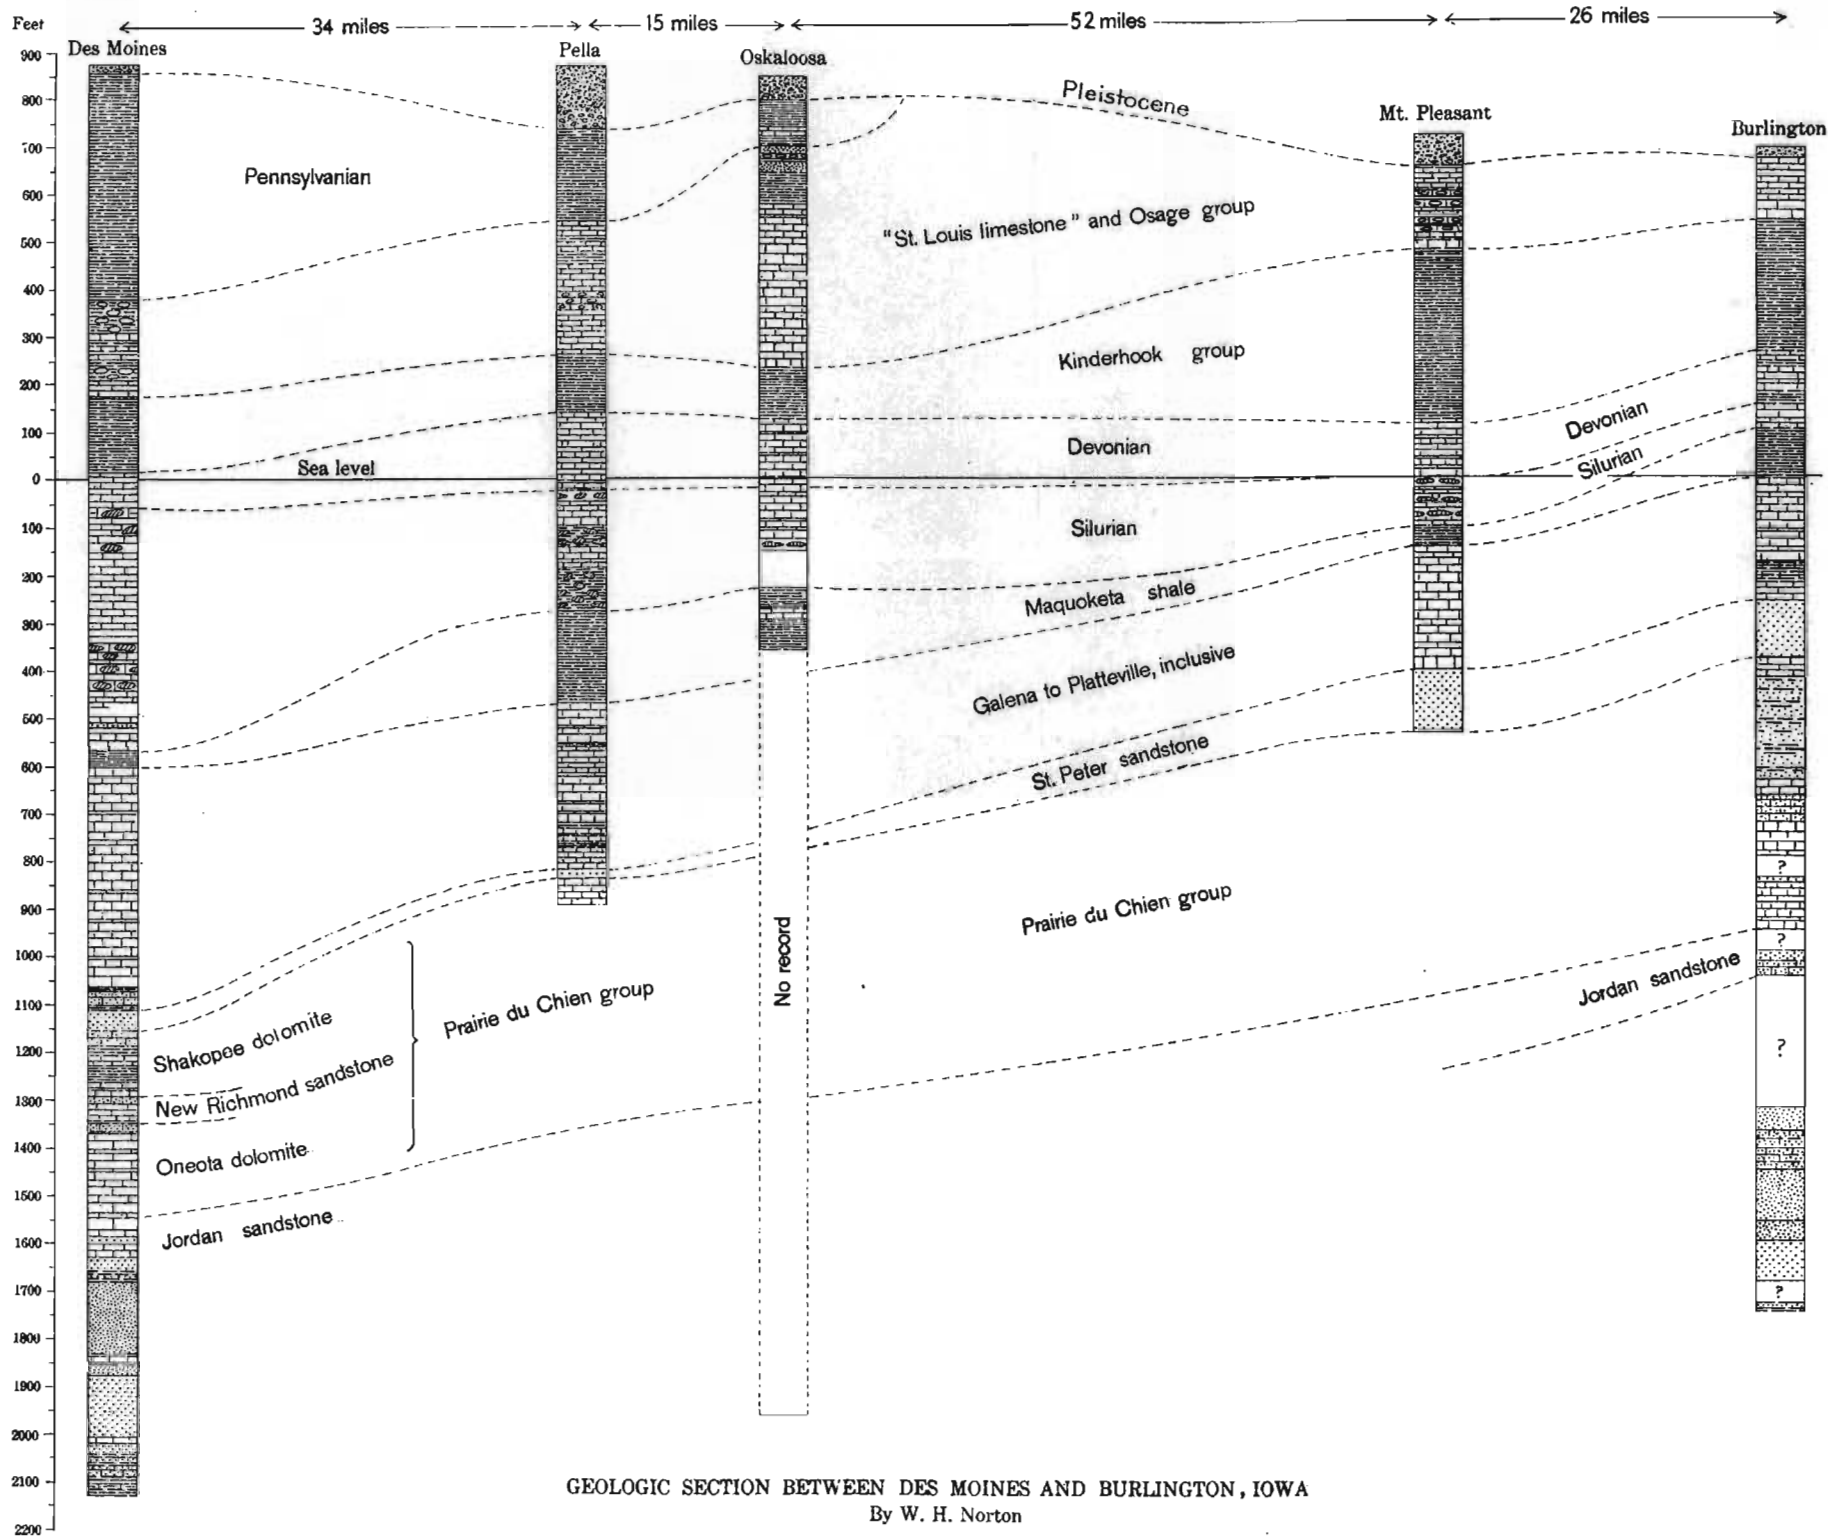 Feet
34 miles
15 miles
52 miles
26 miles
Des Moines
Pella
Oskaloosa
Mt. Pleasant
Burlington
900
800
700
600
500
400
300
200
100
0
100
200
300
400
500
600
700
800
900
1000
1100
1200
1300
1400
1500
1600
1700
1800
1900
2000
2100
2200
Pleistocene
Pennsylvanian
"St. Louis limestone" and Osage group
Kinderhook group
Devonian
Devonian
Sea level
Silurian
Silurian
Maquoketa shale
Galena to Platteville, inclusive
St. Peter sandstone
?
Prairie du Chien group
No record
?
Jordan sandstone
Prairie du Chien group
Shakopee dolomite
?
New Richmond sandstone
Oneota dolomite
Jordan sandstone
?
GEOLOGIC SECTION BETWEEN DES MOINES AND BURLINGTON, IOWA
By W. H. Norton